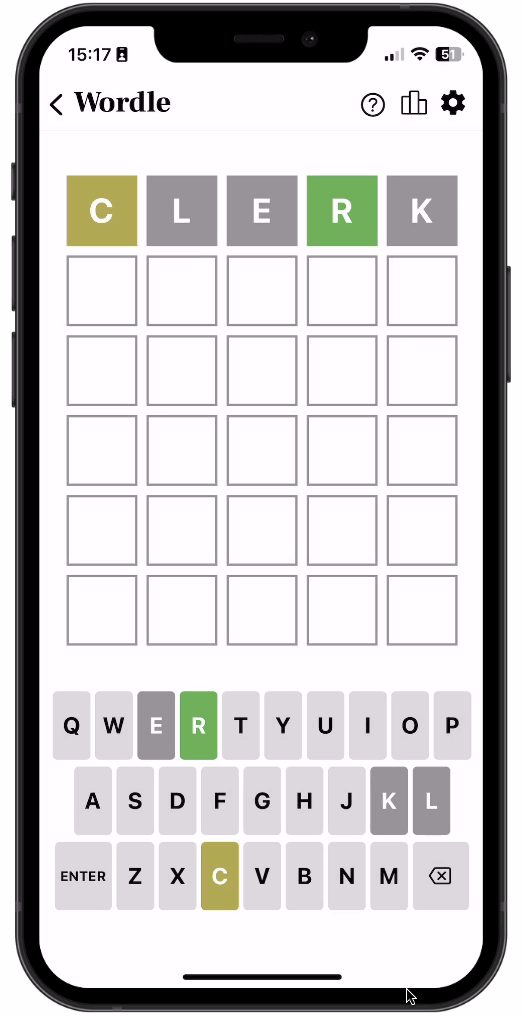 15:17 51
Wordle
C L E R K
Q W E R T Y U I O P
A S D F G H J K L
ENTER Z X C V B N M